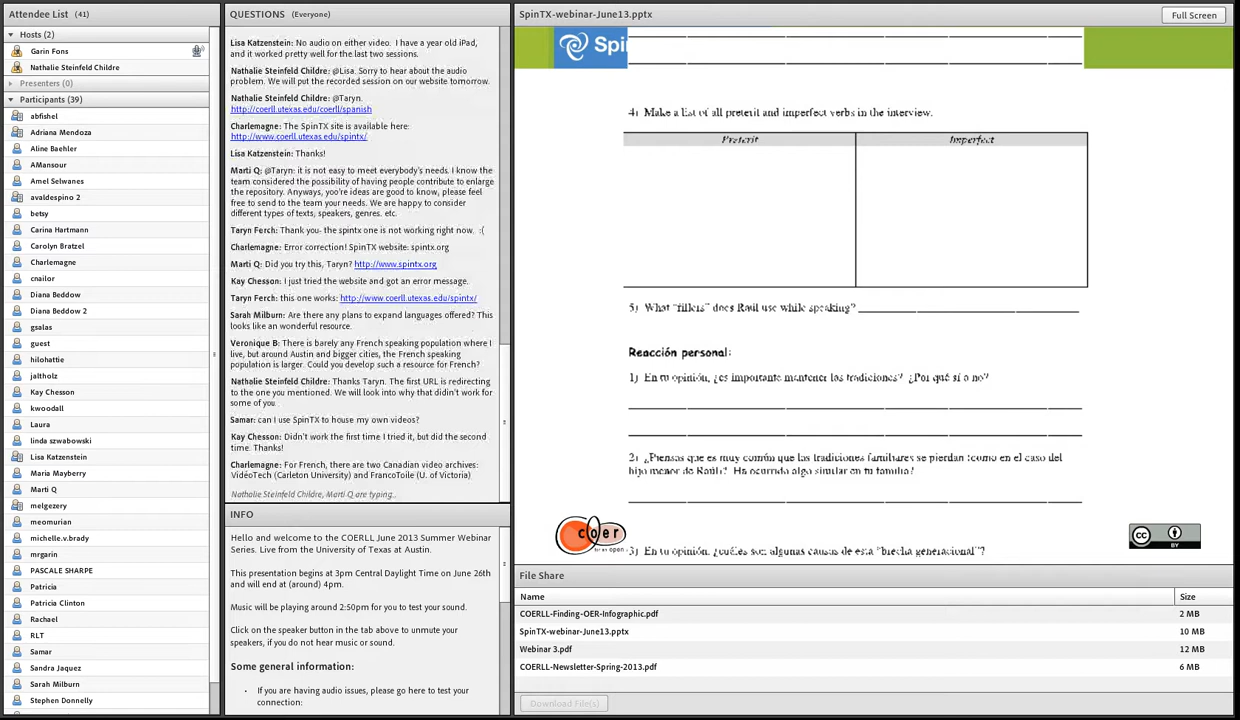 Attendee List (41)
Hosts (2)
Garin Fons
Nathalie Steinfeld Childre
Presenters (0)
Participants (39)
abfishel
Adriana Mendoza
Aline Baehler
AMansour
Amel Selwanes
avaldespino 2
betsy
Carina Hartmann
Carolyn Bratzel
Charlemagne
cnailor
Diana Beddow
Diana Beddow 2
gsalas
guest
hilohattie
jaltholz
Kay Chesson
kwoodall
Laura
linda szwabowski
Lisa Katzenstein
Maria Mayberry
Marti Q
melgezery
meomurian
michelle.v.brady
mrgarin
PASCALE SHARPE
Patricia
Patricia Clinton
Rachael
RLT
Samar
Sandra Jaquez
Sarah Milburn
Stephen Donnelly
QUESTIONS (Everyone)
Lisa Katzenstein: No audio on either video. I have a year old iPad,
and it worked pretty well for the last two sessions.
Nathalie Steinfeld Childre: @Lisa. Sorry to hear about the audio
problem. We will put the recorded session on our website tomorrow.
Nathalie Steinfeld Childre: @Taryn.
http://coerll.utexas.edu/coerll/spanish
Charlemagne: The SpinTX site is available here:
http://www.coerll.utexas.edu/spintx/
Lisa Katzenstein: Thanks!
Marti Q: @Taryn: it is not easy to meet everybody's needs. I know the
team considered the possibility of having people contribute to enlarge
the repository. Anyways, yoo're ideas are good to know, please feel
free to send to the team your needs. We are happy to consider
different types of texts, speakers, genres. etc.
Taryn Ferch: Thank you- the spintx one is not working right now. :(
Charlemagne: Error correction! SpinTX website: spintx.org
Marti Q: Did you try this, Taryn? http://www.spintx.org
Kay Chesson: I just tried the website and got an error message.
Taryn Ferch: this one works: http://www.coerll.utexas.edu/spintx/
Sarah Milburn: Are there any plans to expand languages offered? This
looks like an wonderful resource.
Veronique B: There is barely any French speaking population where I
live, but around Austin and bigger cities, the French speaking
population is larger. Could you develop such a resource for French?
Nathalie Steinfeld Childre: Thanks Taryn. The first URL is redirecting
to the one you mentioned. We will look into why that didn't work for
some of you.
Samar: can I use SpinTX to house my own videos?
Kay Chesson: Didn't work the first time I tried it, but did the second
time. Thanks!
Charlemagne: For French, there are two Canadian video archives:
VidéoTech (Carleton University) and FrancoToile (U. of Victoria)
Nathalie Steinfeld Childre, Marti Q are typing..
INFO
Hello and welcome to the COERLL June 2013 Summer Webinar
Series. Live from the University of Texas at Austin.
This presentation begins at 3pm Central Daylight Time on June 26th
and will end at (around) 4pm.
Music will be playing around 2:50pm for you to test your sound.
Click on the speaker button in the tab above to unmute your
speakers, if you do not hear music or sound.
Some general information:
• If you are having audio issues, please go here to test your
connection:
SpinTX-webinar-June13.pptx
Full Screen
Spi
4) Make a list of all preterit and imperfect verbs in the interview.
Preterit Imperfect
5) What "fillers" does Raúl use while speaking?
Reacción personal:
1) En tu opinión, ¿es importante mantener las tradiciones? ¿Por qué sí o no?
2) ¿Piensas que es muy común que las tradiciones familiares se pierdan (como en el caso del
hijo menor de Raúl)? Ha ocurrido algo similar en tu familia?
3) En tu opinión, ¿cuáles son algunas causas de esta "brecha generacional"?
coer
cc BY
File Share
Name Size
COERLL-Finding-OER-Infographic.pdf 2 MB
SpinTX-webinar-June13.pptx 10 MB
Webinar 3.pdf 12 MB
COERLL-Newsletter-Spring-2013.pdf 6 MB
Download File(s)